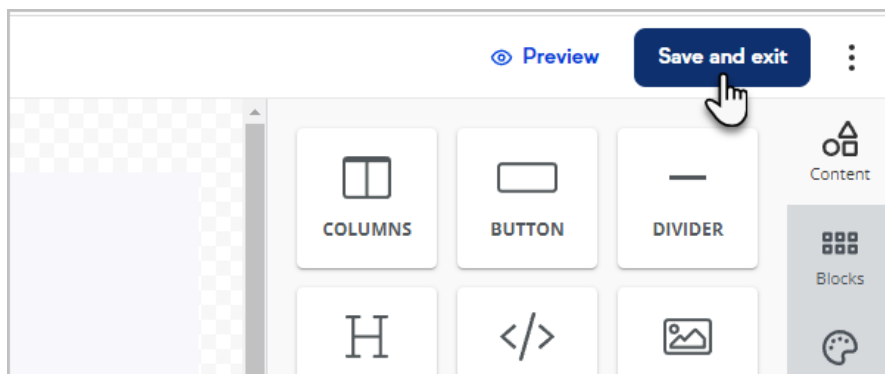 Preview
Save and exit
Content
COLUMNS
BUTTON
DIVIDER
Blocks